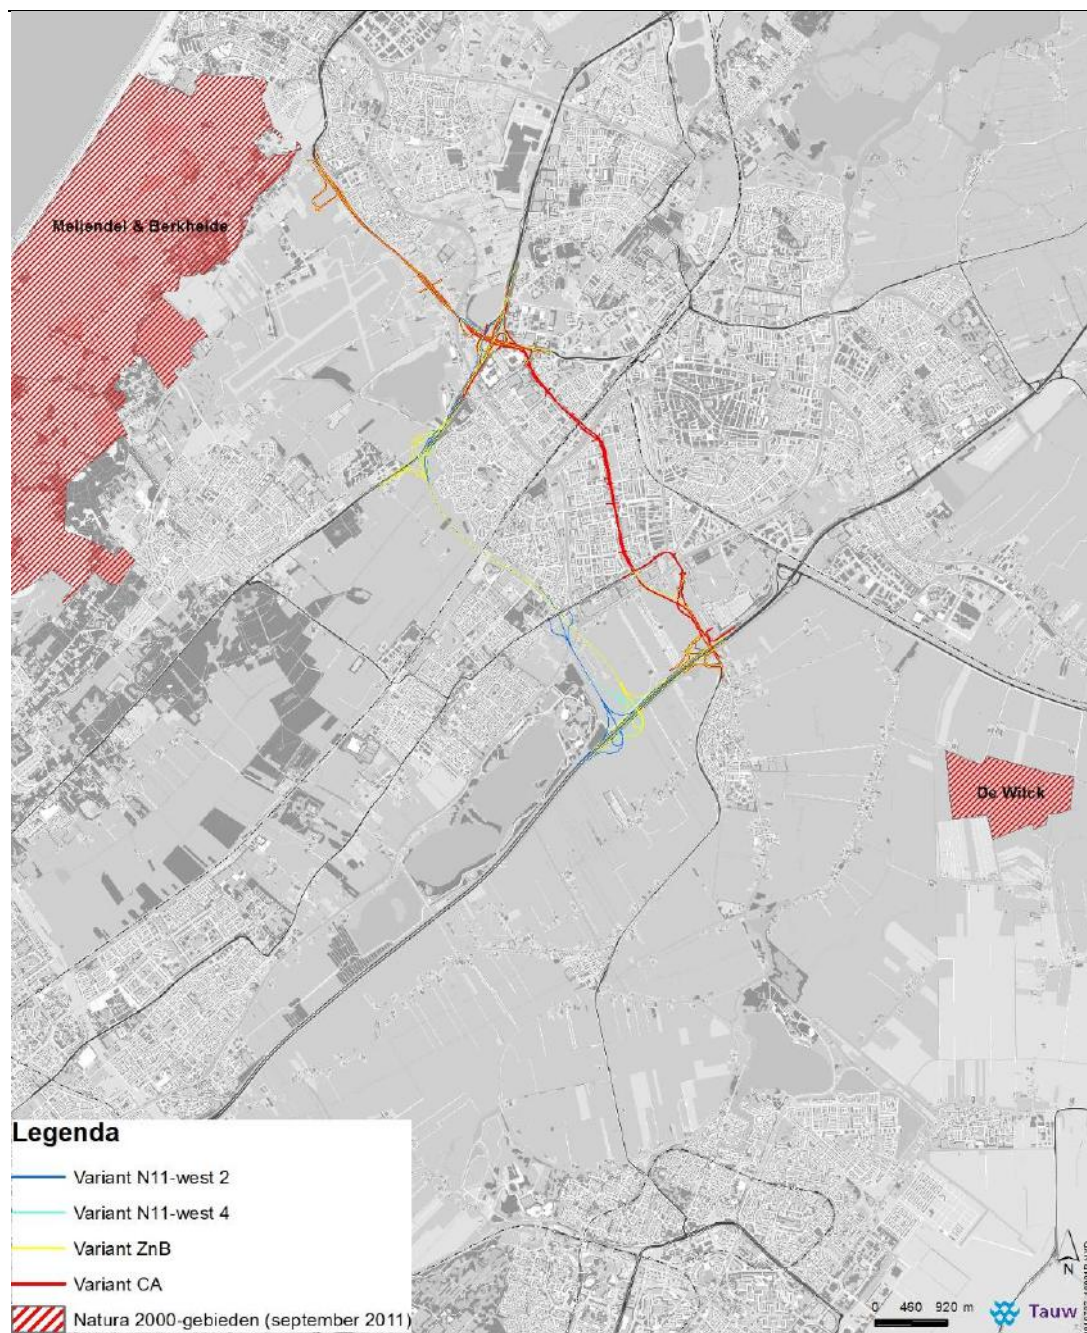 Meijendel & Berkheide
De Wilck
Legenda
Variant N11-west 2
Variant N11-west 4
Variant ZnB
Variant CA
Natura 2000-gebieden (september 2011)
N
0 460 920 m
Tauw